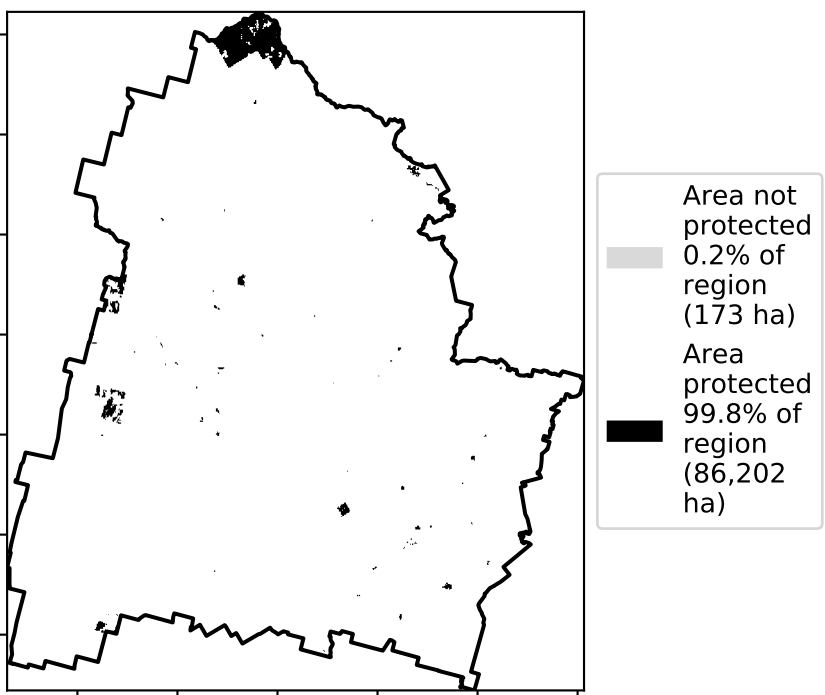 Area not
protected
0.2% of
region
(173 ha)
Area
protected
99.8% of
region
(86,202
ha)